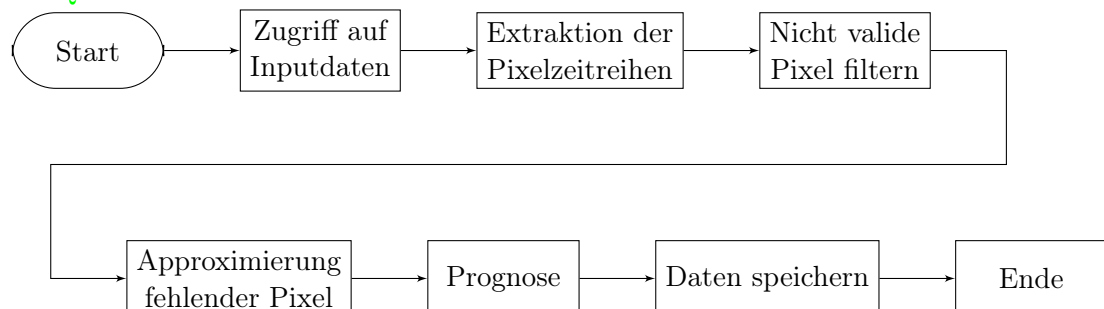 Start
Zugriff auf
Inputdaten
Extraktion der
Pixelzeitreihen
Nicht valide
Pixel filtern
Approximierung
fehlender Pixel
Prognose
Daten speichern
Ende